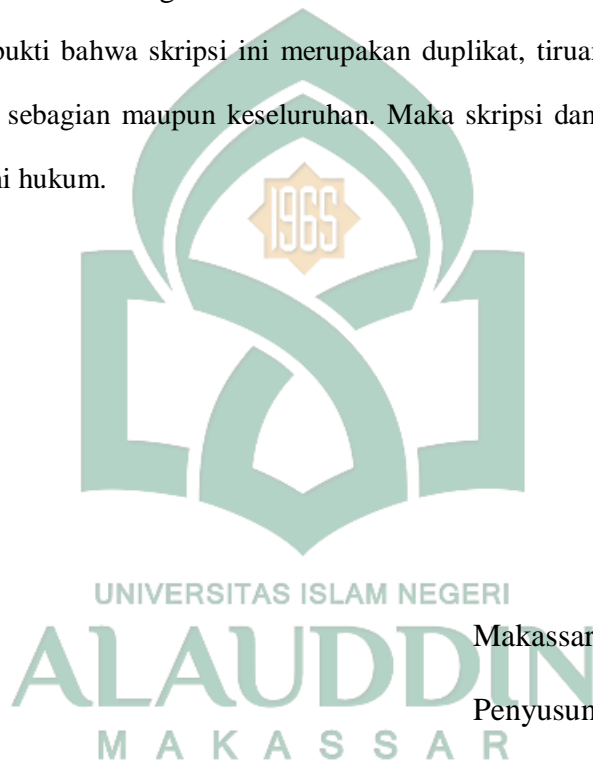 bukti bahwa skripsi ini merupakan duplikat, tiruan
sebagian maupun keseluruhan. Maka skripsi dan
hukum.
1965
UNIVERSITAS ISLAM NEGERI
ALAUDDIN
Makassar
Penyusun
MAKASSAR